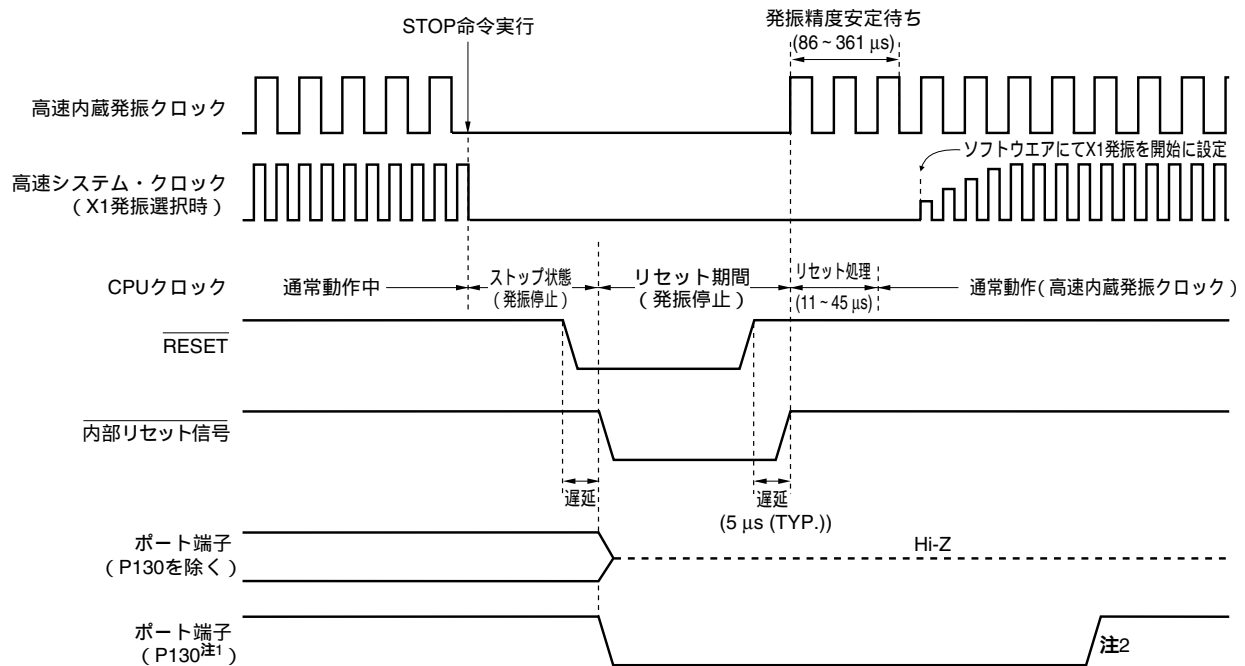 STOP命令実行
発振精度安定待ち
(86~361 μs)
高速内蔵発振クロック
ソフトウエアにてX1発振を開始に設定
高速システム・クロック
(X1発振選択時)
CPUクロック
通常動作中
ストップ状態
(発振停止)
リセット期間
(発振停止)
リセット処理
(11~45 μs)
通常動作(高速内蔵発振クロック)
RESET
内部リセット信号
遅延
遅延
(5 μs (TYP.))
ポート端子
(P130を除く)
Hi-Z
ポート端子
(P130注1)
注2